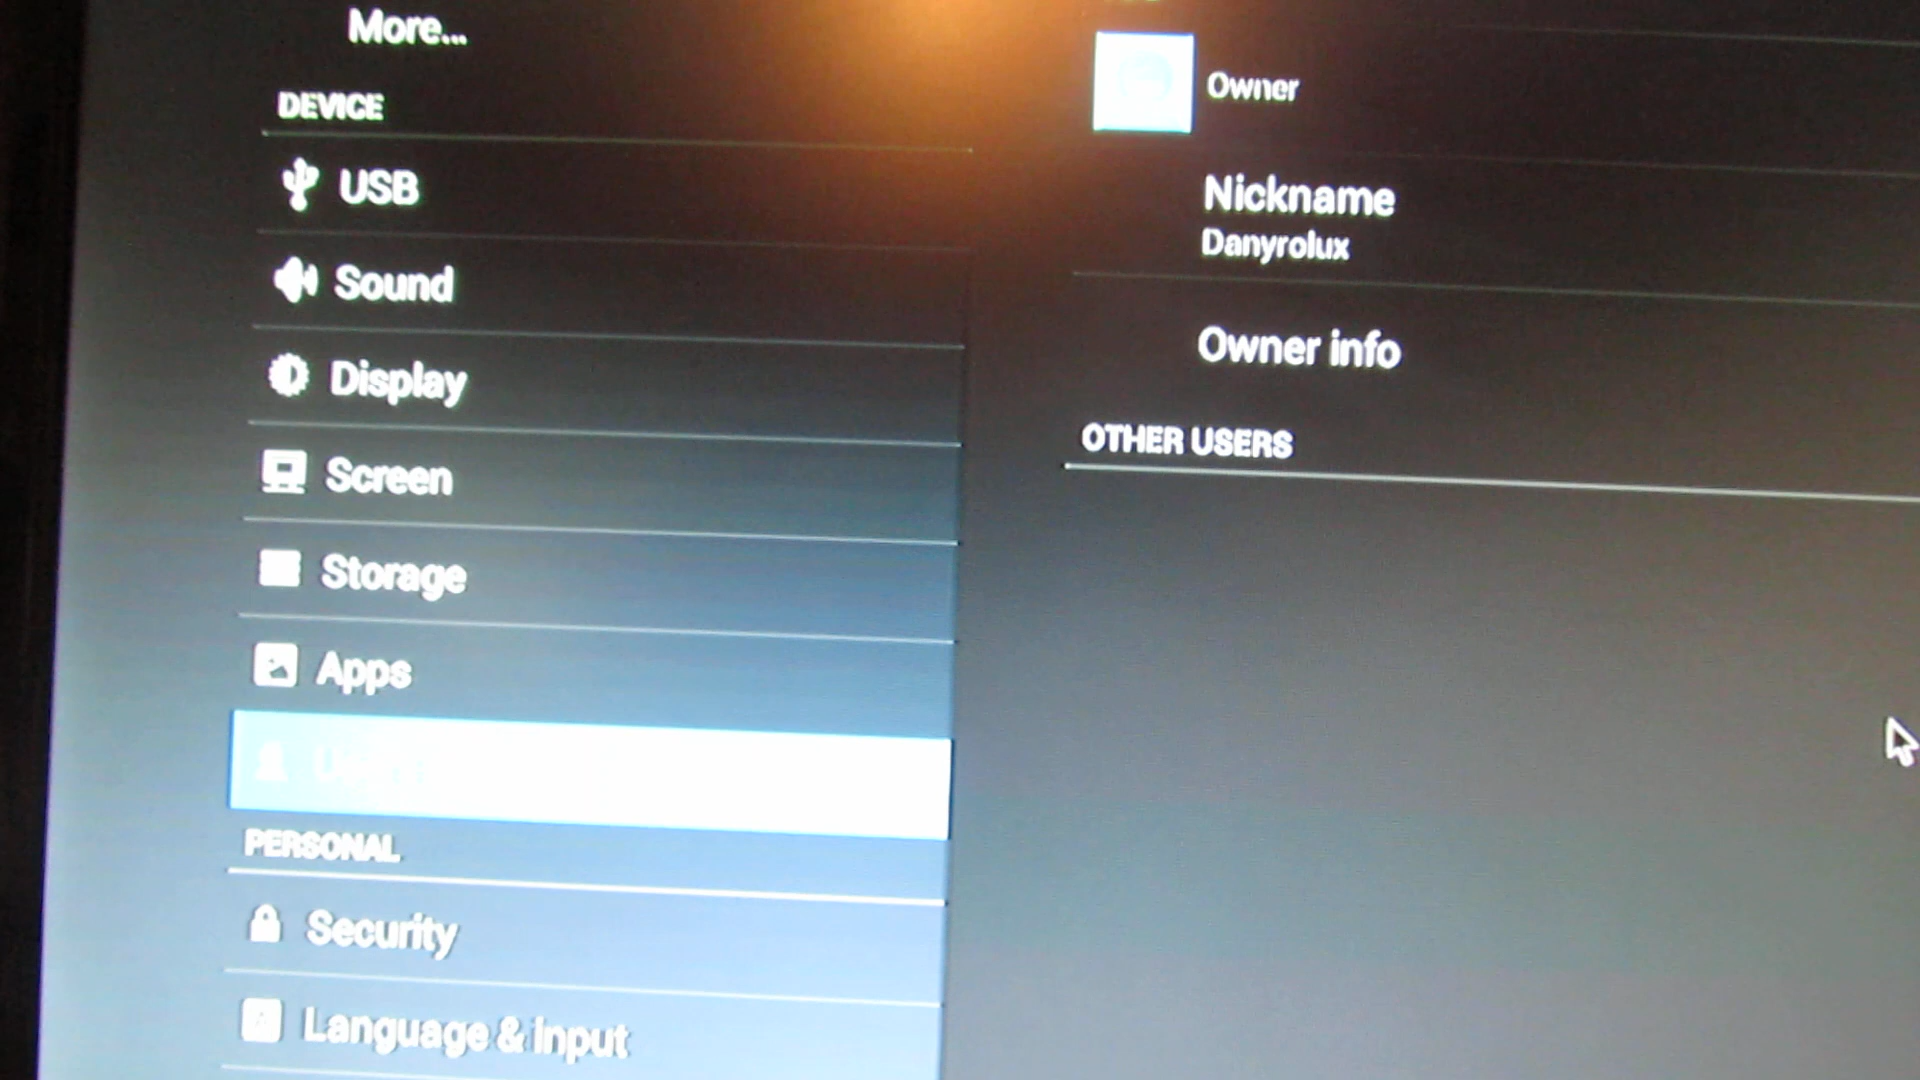 More...
DEVICE
USB
Sound
Display
Screen
Storage
Apps
PERSONAL
Security
Language & input
Owner
Nickname
Danyrolux
Owner info
OTHER USERS